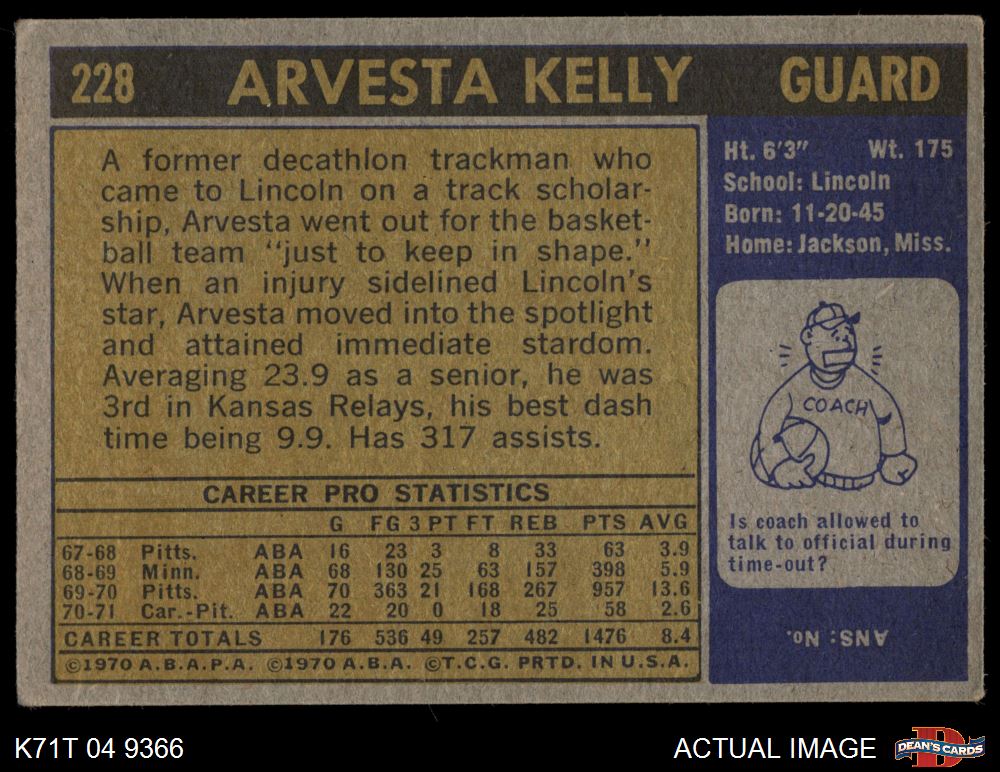 228 ARVESTA KELLY GUARD
A former decathlon trackman who
came to Lincoln on a track scholar-
ship, Arvesta went out for the basket-
ball team "just to keep in shape."
When an injury sidelined Lincoln's
star, Arvesta moved into the spotlight
and attained immediate stardom.
Averaging 23.9 as a senior, he was
3rd in Kansas Relays, his best dash
time being 9.9. Has 317 assists.
CAREER PRO STATISTICS
G FG 3 PT FT REB PTS AVG
67-68 Pitts. ABA 16 23 3 8 33 63 3.9
68-69 Minn. ABA 68 130 25 63 157 398 5.9
69-70 Pitts. ABA 70 363 21 168 267 957 13.6
70-71 Car.-Pit. ABA 22 20 0 18 25 58 2.6
CAREER TOTALS 176 536 49 257 482 1476 8.4
©1970 A.B.A.P.A. ©1970 A.B.A. ©T.C.G. PRTD. IN U.S.A.
Ht. 6'3" Wt. 175
School: Lincoln
Born: 11-20-45
Home: Jackson, Miss.
COACH
Is coach allowed to
talk to official during
time-out?
ANS: No.
K71T 04 9366 ACTUAL IMAGE
D
DEAN'S CARDS